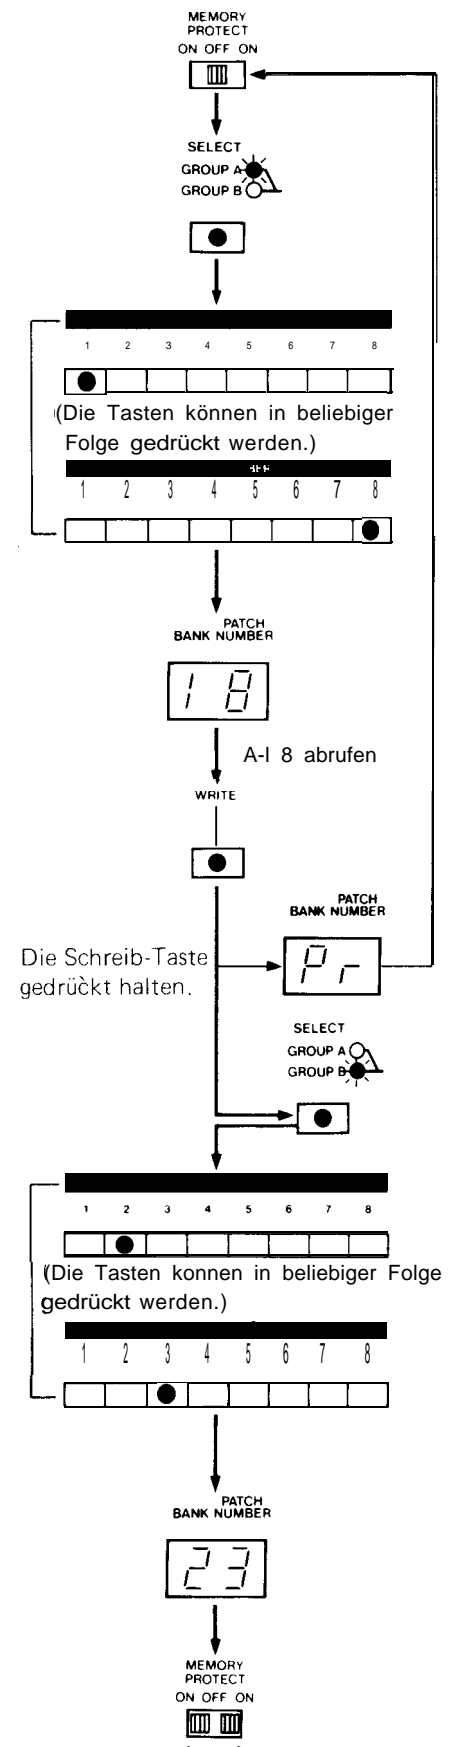 MEMORY
PROTECT
ON OFF ON
SELECT
GROUP A
GROUP B
1 2 3 4 5 6 7 8
(Die Tasten können in beliebiger
Folge gedrückt werden.)
1 2 3 4 5 6 7 8
PATCH
BANK NUMBER
18
A-I 8 abrufen
WRITE
PATCH
BANK NUMBER
Die Schreib-Taste
gedrückt halten.
Pr
SELECT
GROUP A
GROUP B
1 2 3 4 5 6 7 8
(Die Tasten konnen in beliebiger Folge
gedrückt werden.)
1 2 3 4 5 6 7 8
PATCH
BANK NUMBER
23
MEMORY
PROTECT
ON OFF ON